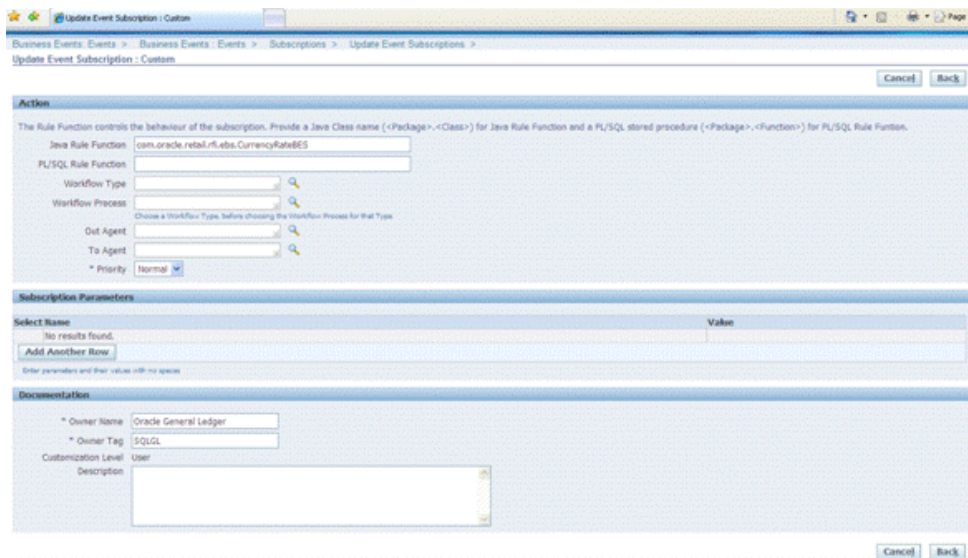 Update Event Subscription : Custom
Page
Business Events: Events > Business Events : Events > Subscriptions > Update Event Subscriptions >
Update Event Subscription : Custom
Cancel Back
Action
The Rule Function controls the behaviour of the subscription. Provide a Java Class name (<Package>.<Class>) for Java Rule Function and a PL/SQL stored procedure (<Package>.<Function>) for PL/SQL Rule Funtion.
Java Rule Function com.oracle.retail.rfi.ebs.CurrencyRateBES
PL/SQL Rule Function
Workflow Type
Workflow Process
Choose a Workflow Type, before choosing the Workflow Process for that Type
Out Agent
To Agent
* Priority Normal
Subscription Parameters
Select Name Value
No results found.
Add Another Row
Enter parameters and their values with no spaces
Documentation
* Owner Name Oracle General Ledger
* Owner Tag SQLGL
Customization Level User
Description
Cancel Back